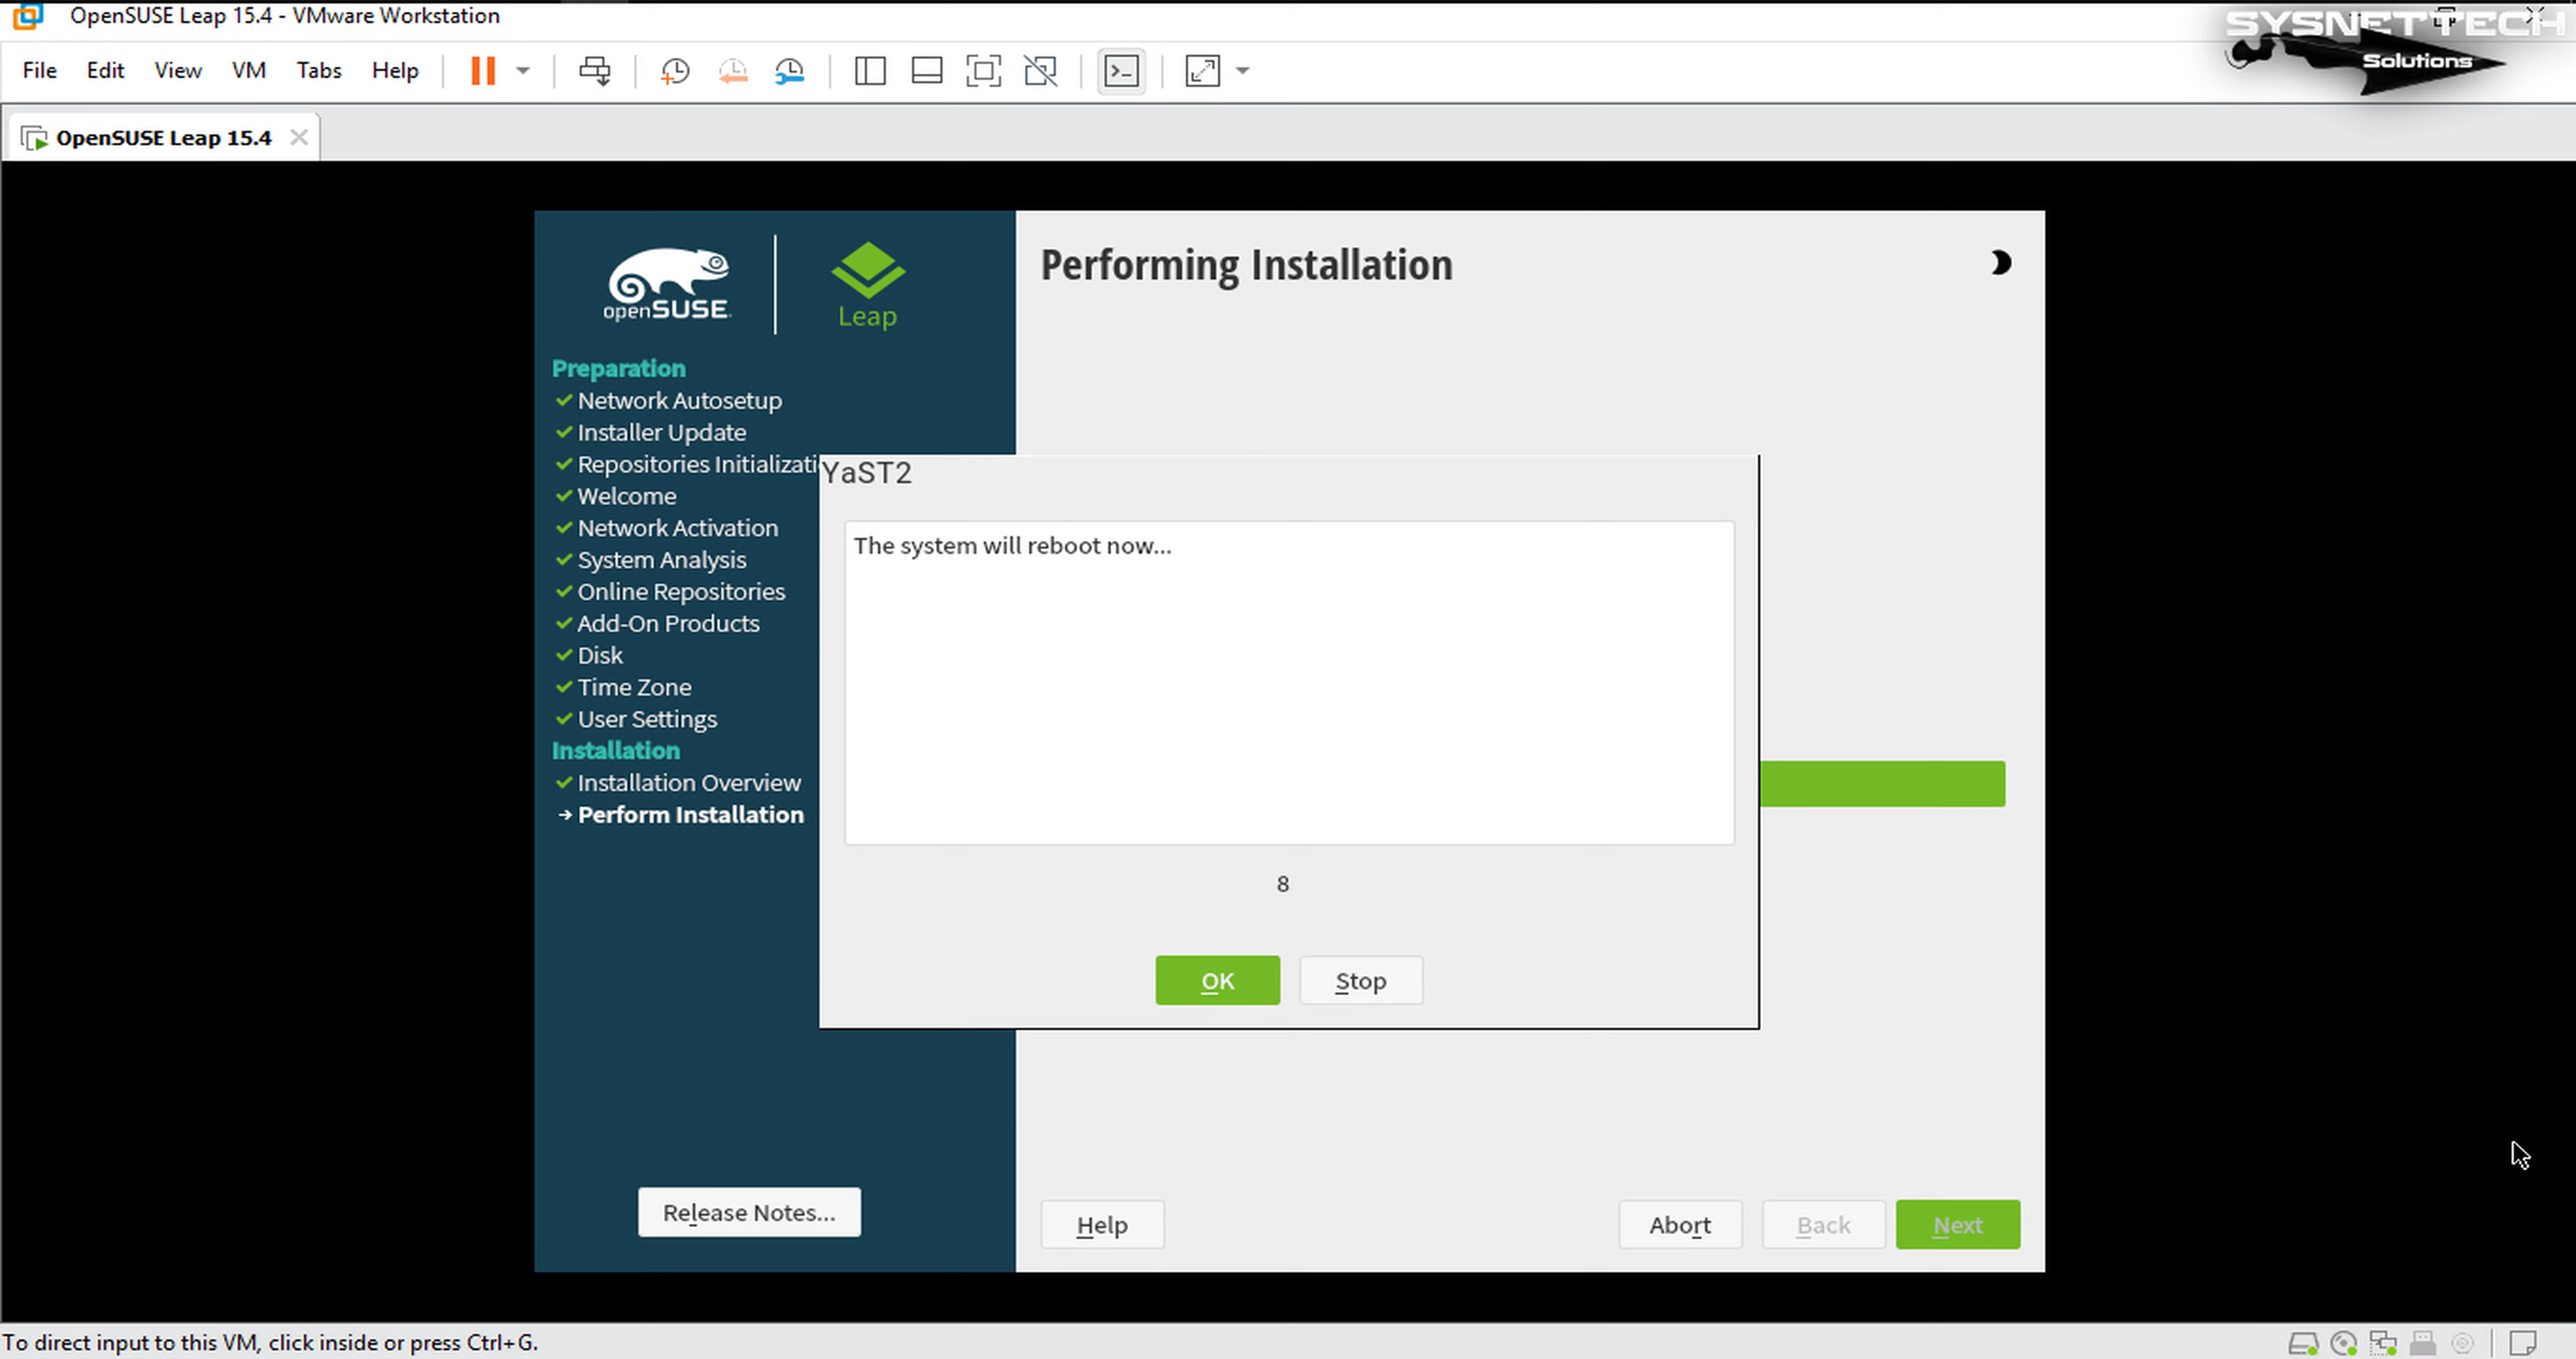 OpenSUSE Leap 15.4 - VMware Workstation
SYSNETTECH
Solutions
File Edit View VM Tabs Help
OpenSUSE Leap 15.4
openSUSE
Leap
Performing Installation
Preparation
Network Autosetup
Installer Update
Repositories Initializati
Welcome
Network Activation
System Analysis
Online Repositories
Add-On Products
Disk
Time Zone
User Settings
Installation
Installation Overview
Perform Installation
YaST2
The system will reboot now...
8
OK Stop
Release Notes...
Help Abort Back Next
To direct input to this VM, click inside or press Ctrl+G.